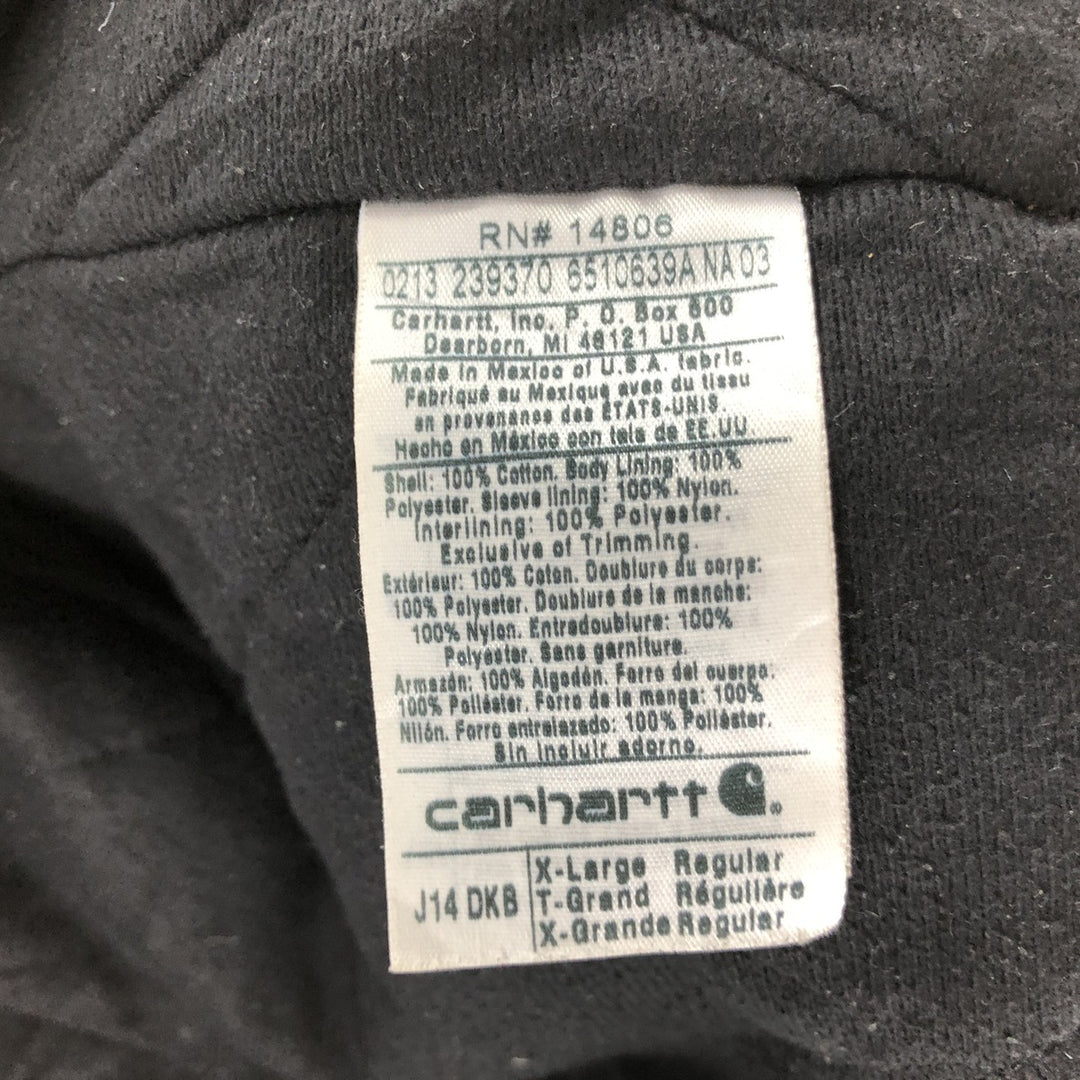 RN# 14806
0213 239370 6510639A NA 03
Carhartt, Inc. P. O. Box 600
Dearborn, MI 48121 USA
Made in Mexico of U.S.A. fabric.
Fabriqué au Mexique avec du tissu
en provenance des ÉTATS-UNIS.
Hecho en México con tela de EE.UU
Shell: 100% Cotton. Body Lining: 100%
Polyester. Sleeve lining: 100% Nylon.
Interlining: 100% Polyester.
Exclusive of Trimming.
Extérieur: 100% Coton. Doublure du corps:
100% Polyester. Doublure de la manche:
100% Nylon. Entredoublure: 100%
Polyester. Sans garniture.
Armazón: 100% Algodón. Forro del cuerpo:
100% Poliéster. Forro de la manga: 100%
Nilón. Forro entrelazado: 100% Poliéster.
Sin incluir adorno.
carhartt
J14 DKB
X-Large Regular
T-Grand Régulière
X-Grande Regular